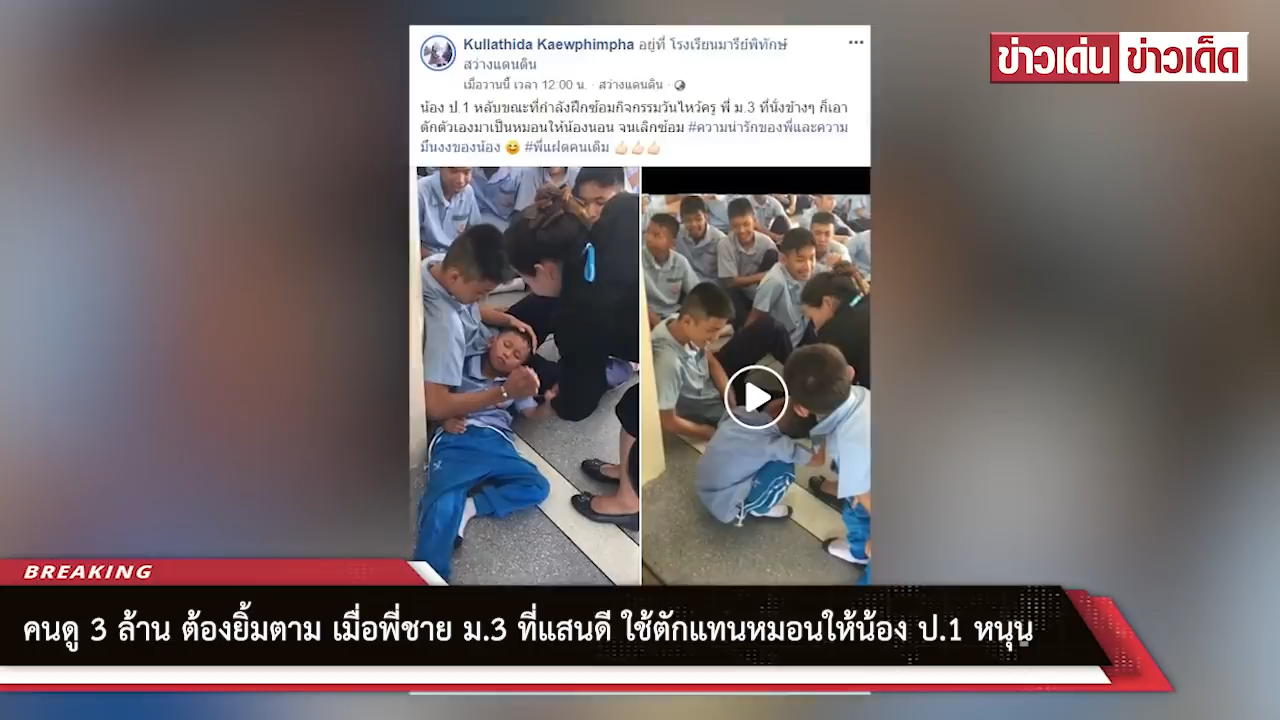 Kullathida Kaewphimpha อยู่ที่ โรงเรียนมารีย์พิทักษ์
สว่างแดนดิน
เมื่อวานนี้ เวลา 12:00 น. · สว่างแดนดิน ·
น้อง ป.1 หลับขณะที่กำลังฝึกซ้อมกิจกรรมวันไหว้ครู พี่ ม.3 ที่นั่งข้างๆ ก็เอา
ตักตัวเองมาเป็นหมอนให้น้องนอน จนเลิกซ้อม #ความน่ารักของพี่และความ
มึนงงของน้อง 😊 #พี่แฝดคนเดิม 👍🏻👍🏻👍🏻
ข่าวเด่น ข่าวเด็ด
BREAKING
คนดู 3 ล้าน ต้องยิ้มตาม เมื่อพี่ชาย ม.3 ที่แสนดี ใช้ตักแทนหมอนให้น้อง ป.1 หนุน